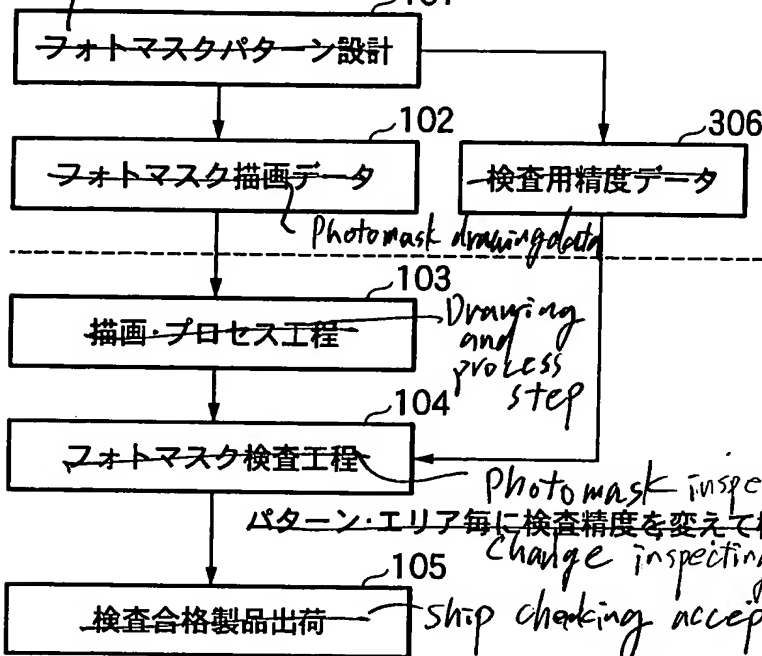 フォトマスクパターン設計
102
306
フォトマスク描画データ
検査用精度データ
Photomask drawing data
103
描画・プロセス工程
Drawing
and
process
step
104
フォトマスク検査工程
Photomask
パターン・エリア毎に検査精度を変えて
change inspecting
105
検査合格製品出荷
ship checking